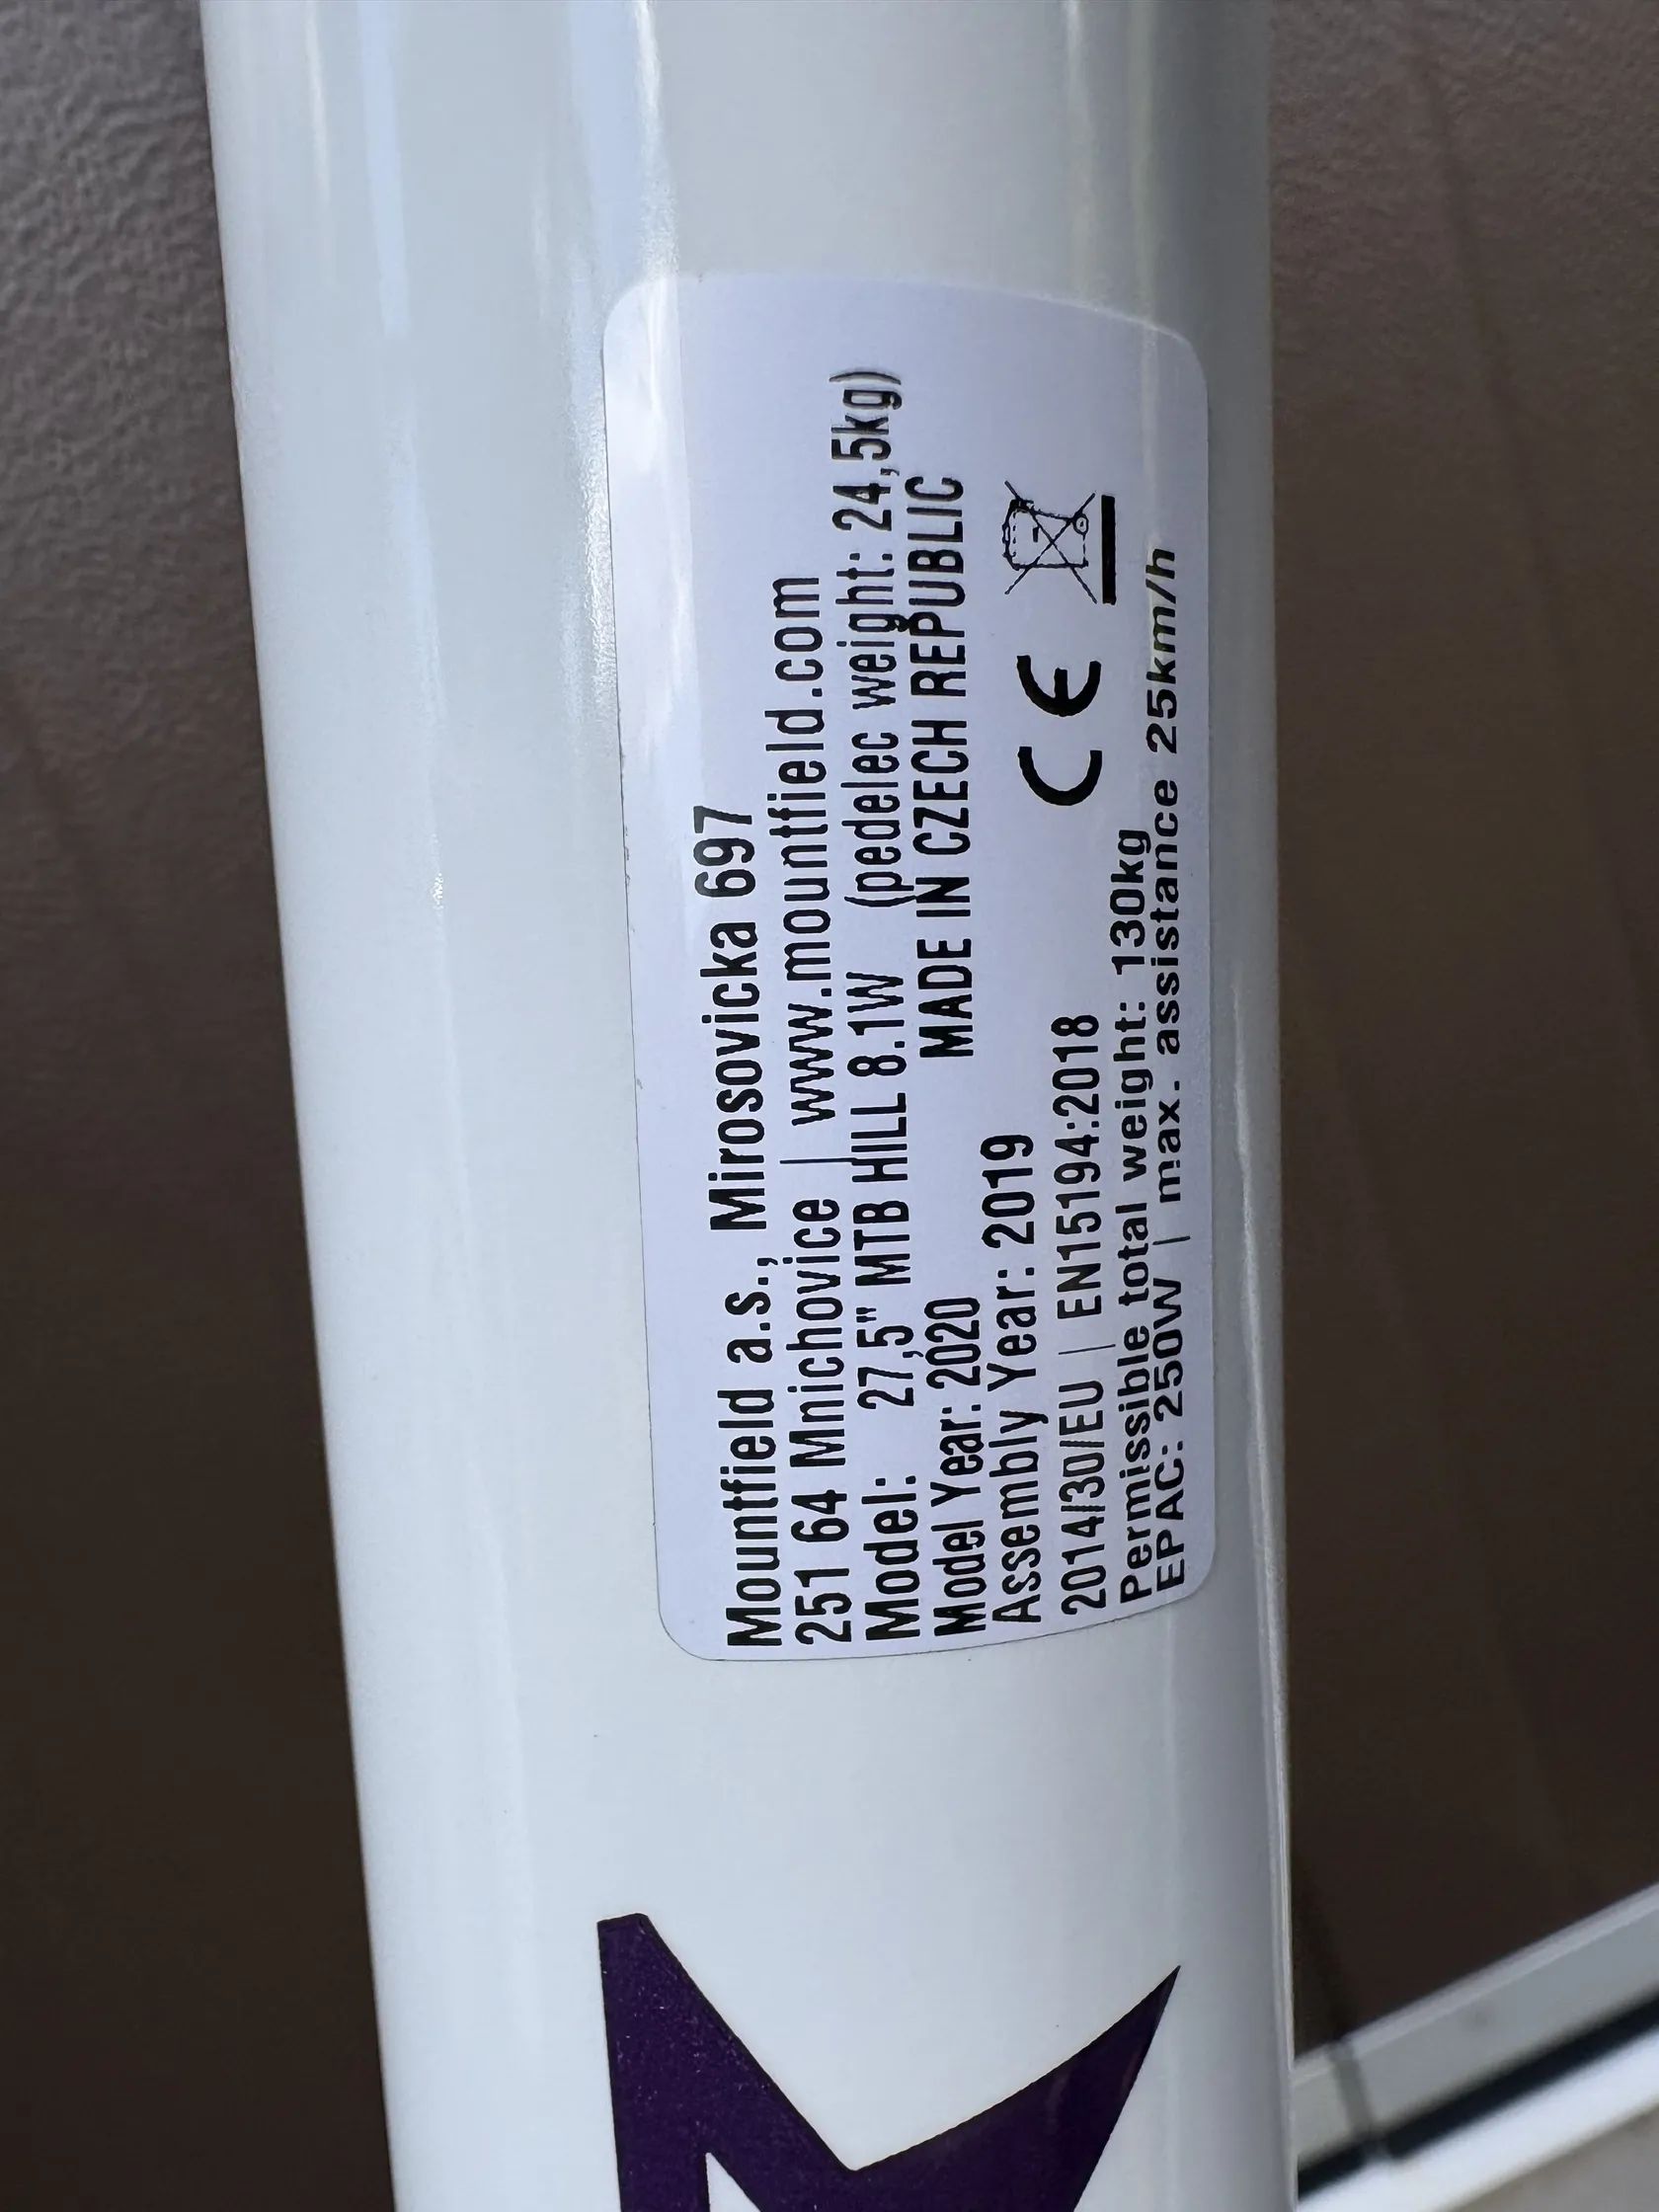 Mountfield a.s., Mirosovicka 697
251 64 Mnichovice | www.mountfield.com
Model: 27,5" MTB HILL 8.1W (pedelec weight: 24,5kg)
Model Year: 2020 MADE IN CZECH REPUBLIC
Assembly Year: 2019
2014/30/EU | EN15194:2018 CE
Permissible total weight: 130kg
EPAC: 250W | max. assistance 25km/h